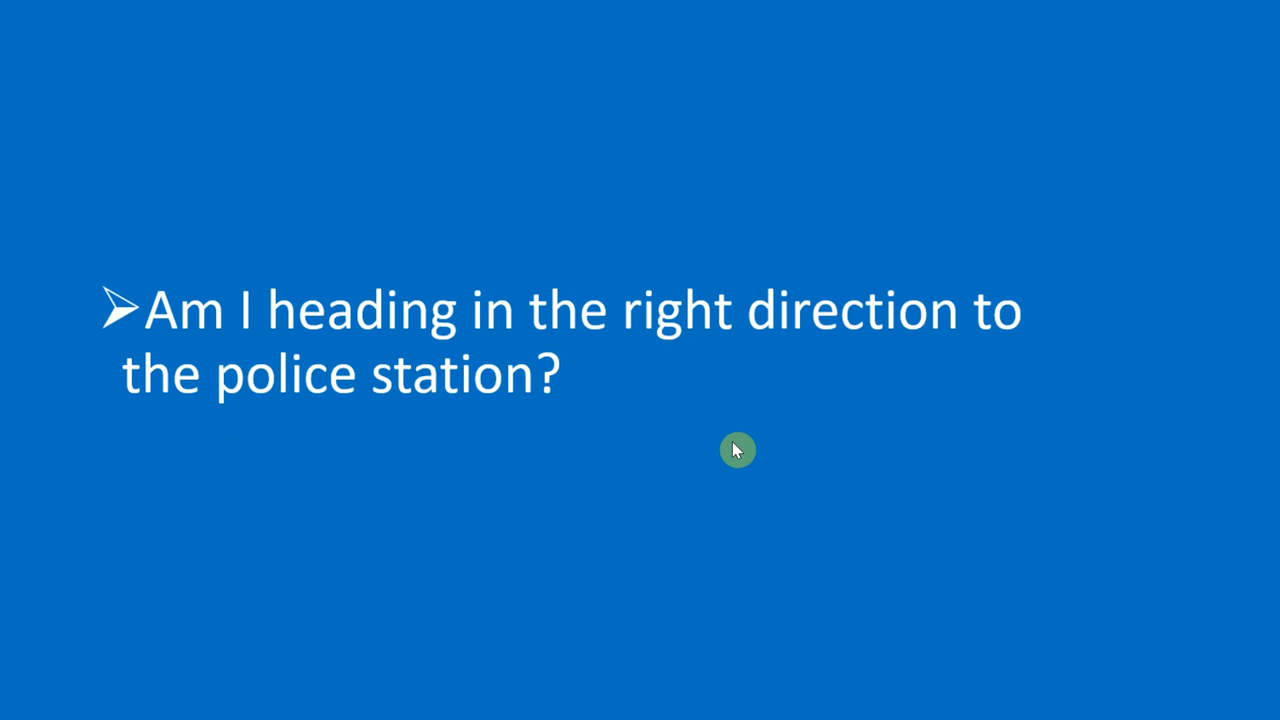 ➢Am I heading in the right direction to
the police station?